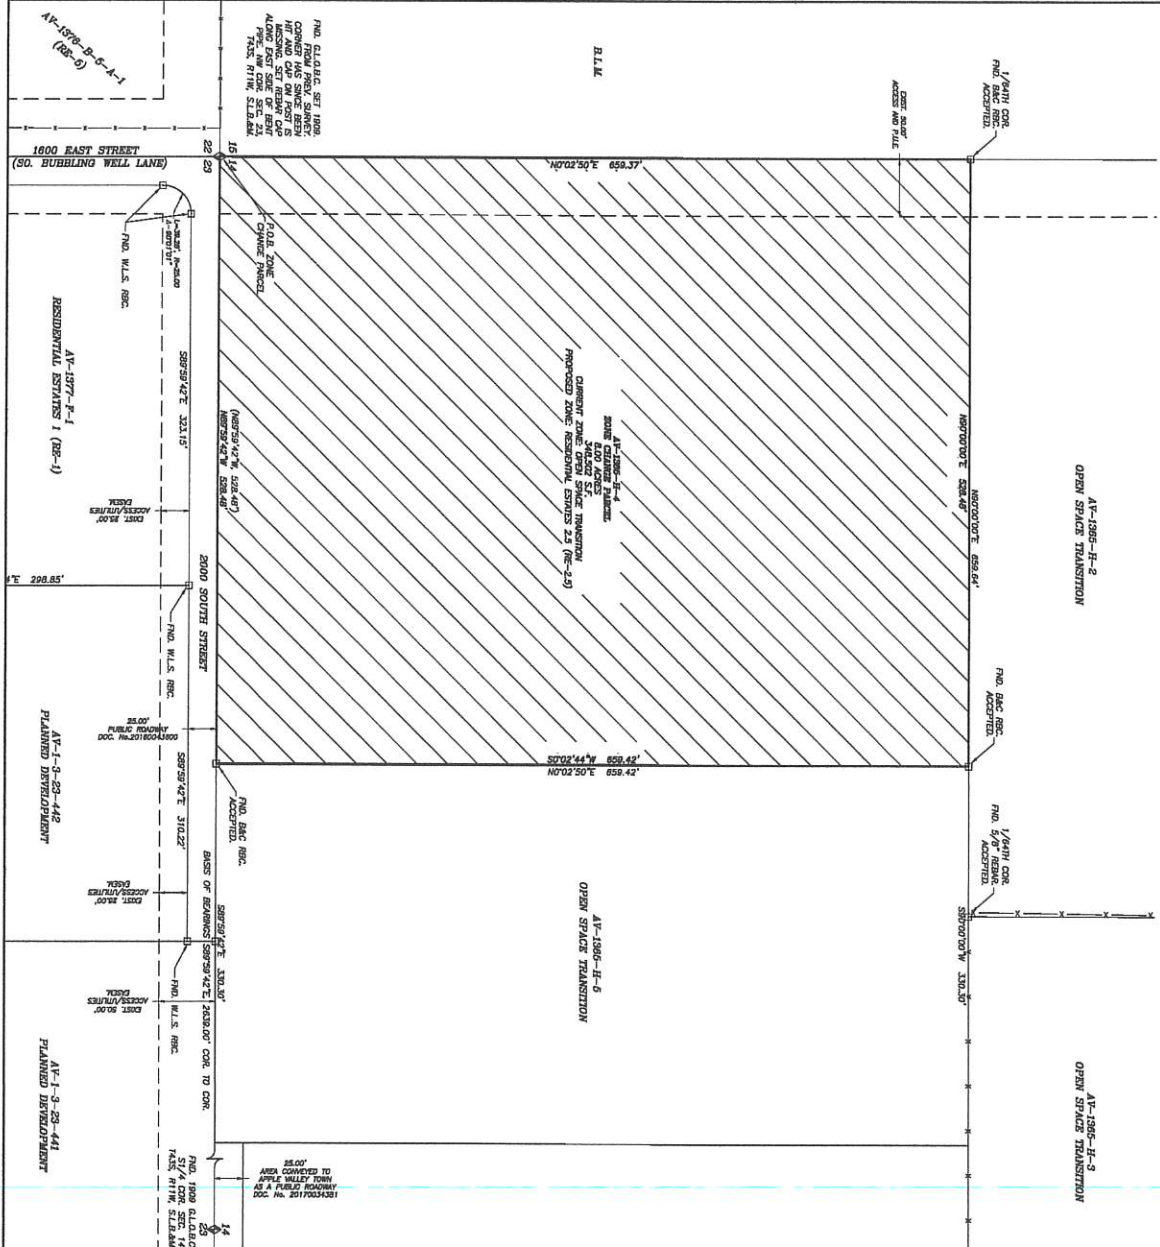 AV-1376-B-5-A-1
(RE-5)
FND. G.L.O.B.C. SET 1909.
FROM PREV. SURVEY.
CORNER HAS SINCE BEEN
HIT AND CAP ON POST IS
MISSING. SET REBAR CAP
ALONG EAST SIDE OF BENT
PIPE. NW COR. SEC. 23,
T43S, R11W, S.L.B.&M.
B.L.M.
1/64TH COR.
FND. B&C RBC.
ACCEPTED.
EXIST. 50.00'
ACCESS AND P.U.E.
1600 EAST STREET
(SO. BUBBLING WELL LANE)
15 14
22 23
N0°02'50"E 659.37'
P.O.B. ZONE
CHANGE PARCEL
L=39.28', R=25.00
FND. W.L.S. RBC.
AV-1377-F-1
RESIDENTIAL ESTATES 1 (RE-1)
S89°59'42"E 323.15'
(N89°59'42"W, 528.48')
N89°59'42"W 528.48'
AV-1365-H-4
ZONE CHANGE PARCEL
8.00 ACRES
348,502 S.F.
CURRENT ZONE: OPEN SPACE TRANSITION
PROPOSED ZONE: RESIDENTIAL ESTATES 2.5 (RE-2.5)
N90°00'00"E 528.46'
N90°00'00"E 659.64'
AV-1365-H-2
OPEN SPACE TRANSITION
EXIST. 25.00'
ACCESS/UTILITIES
EASEM.
2000 SOUTH STREET
"E 298.85'
FND. W.L.S. RBC.
25.00'
PUBLIC ROADWAY
DOC. No.20160043800
AV-1-3-23-442
PLANNED DEVELOPMENT
S89°59'42"E 310.22'
S0°02'44"W 659.42'
N0°02'50"E 659.42'
FND. B&C RBC.
ACCEPTED.
FND. B&C RBC.
ACCEPTED.
1/64TH COR.
FND. 5/8" REBAR.
ACCEPTED.
EXIST. 25.00'
ACCESS/UTILITIES
EASEM.
BASIS OF BEARINGS S89°59'42"E 2639.00' COR. TO COR.
S89°59'42"E 330.30'
AV-1365-H-5
OPEN SPACE TRANSITION
S90°00'00"W 330.30'
FND. W.L.S. RBC.
EXIST. 50.00'
ACCESS/UTILITIES
EASEM.
AV-1-3-23-441
PLANNED DEVELOPMENT
AV-1365-H-3
OPEN SPACE TRANSITION
25.00'
AREA CONVEYED TO
APPLE VALLEY TOWN
AS A PUBLIC ROADWAY
DOC. No. 20170034381
FND. 1909 G.L.O.B.C
S1/4 COR. SEC. 14
T43S, R11W, S.L.B.&M
14
23